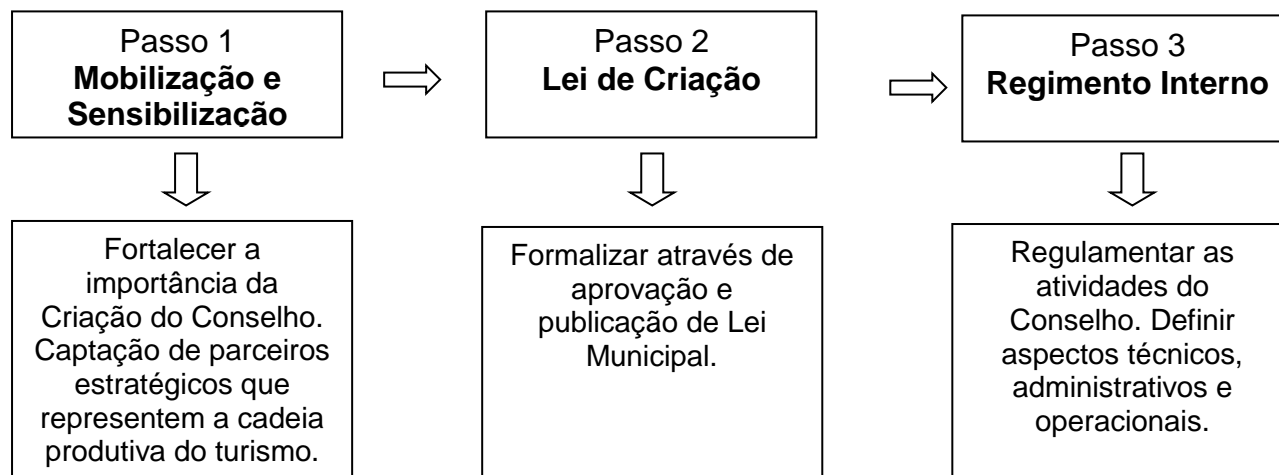 Passo 1
Mobilização e
Sensibilização
Passo 2
Lei de Criação
Passo 3
Regimento Interno
Fortalecer a
importância da
Criação do Conselho.
Captação de parceiros
estratégicos que
representem a cadeia
produtiva do turismo.
Formalizar através de
aprovação e
publicação de Lei
Municipal.
Regulamentar as
atividades do
Conselho. Definir
aspectos técnicos,
administrativos e
operacionais.